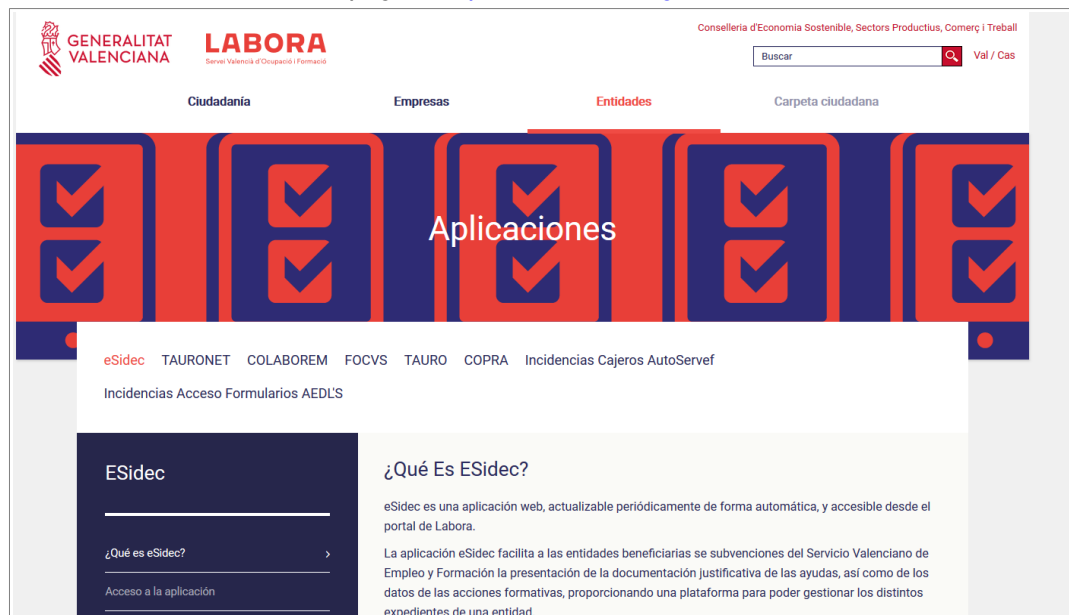 GENERALITAT
VALENCIANA
LABORA
Servei Valencià d'Ocupació i Formació
Conselleria d'Economia Sostenible, Sectors Productius, Comerç i Treball
Buscar
Val / Cas
Ciudadanía
Empresas
Entidades
Carpeta ciudadana
Aplicaciones
eSidec TAURONET COLABOREM FOCVS TAURO COPRA Incidencias Cajeros AutoServef
Incidencias Acceso Formularios AEDL'S
ESidec
¿Qué es eSidec?
Acceso a la aplicación
¿Qué Es ESidec?
eSidec es una aplicación web, actualizable periódicamente de forma automática, y accesible desde el
portal de Labora.
La aplicación eSidec facilita a las entidades beneficiarias se subvenciones del Servicio Valenciano de
Empleo y Formación la presentación de la documentación justificativa de las ayudas, así como de los
datos de las acciones formativas, proporcionando una plataforma para poder gestionar los distintos
expedientes de una entidad